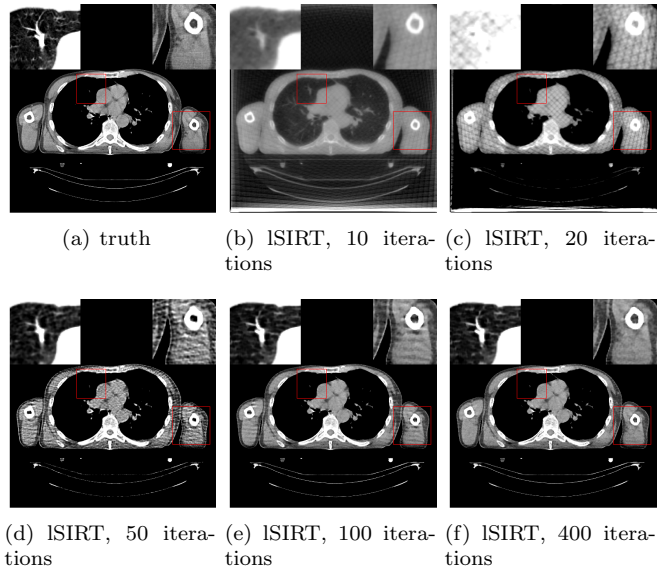 (a) truth
(b) lSIRT, 10 itera-
tions
(c) lSIRT, 20 itera-
tions
(d) lSIRT, 50 itera-
tions
(e) lSIRT, 100 itera-
tions
(f) lSIRT, 400 itera-
tions